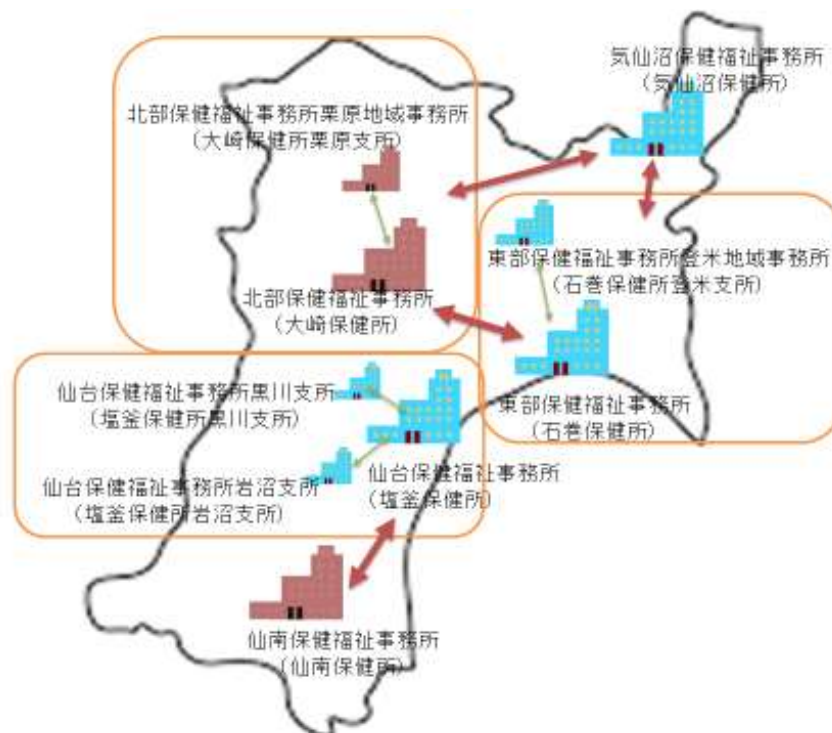 気仙沼保健福祉事務所
(気仙沼保健所)
北部保健福祉事務所栗原地域事務所
(大崎保健所栗原支所)
東部保健福祉事務所登米地域事務所
(石巻保健所登米支所)
北部保健福祉事務所
(大崎保健所)
仙台保健福祉事務所黒川支所
(塩釜保健所黒川支所)
東部保健福祉事務所
(石巻保健所)
仙台保健福祉事務所岩沼支所
(塩釜保健所岩沼支所)
仙台保健福祉事務所
(塩釜保健所)
仙南保健福祉事務所
(仙南保健所)